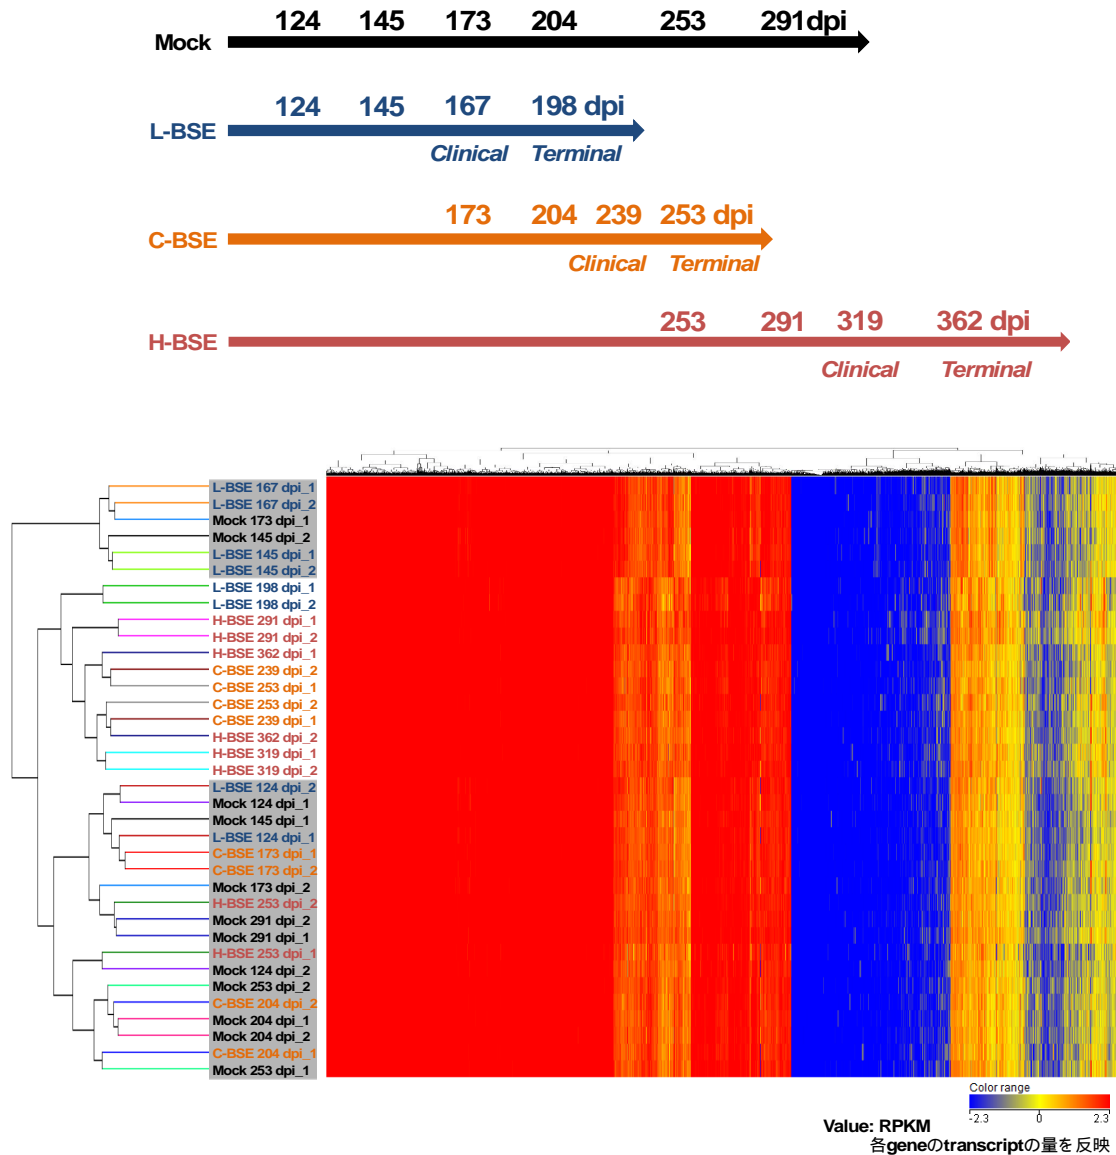 124 145 173 204 253 291dpi
Mock
124 145 167 198 dpi
L-BSE
Clinical Terminal
173 204 239 253 dpi
C-BSE
Clinical Terminal
253 291 319 362 dpi
H-BSE
Clinical Terminal
L-BSE 167 dpi_1
L-BSE 167 dpi_2
Mock 173 dpi_1
Mock 145 dpi_2
L-BSE 145 dpi_1
L-BSE 145 dpi_2
L-BSE 198 dpi_1
L-BSE 198 dpi_2
H-BSE 291 dpi_1
H-BSE 291 dpi_2
H-BSE 362 dpi_1
C-BSE 239 dpi_2
C-BSE 253 dpi_1
C-BSE 253 dpi_2
C-BSE 239 dpi_1
H-BSE 362 dpi_2
H-BSE 319 dpi_1
H-BSE 319 dpi_2
L-BSE 124 dpi_2
Mock 124 dpi_1
Mock 145 dpi_1
L-BSE 124 dpi_1
C-BSE 173 dpi_1
C-BSE 173 dpi_2
Mock 173 dpi_2
H-BSE 253 dpi_2
Mock 291 dpi_2
Mock 291 dpi_1
H-BSE 253 dpi_1
Mock 124 dpi_2
Mock 253 dpi_2
C-BSE 204 dpi_2
Mock 204 dpi_1
Mock 204 dpi_2
C-BSE 204 dpi_1
Mock 253 dpi_1
Color range
-2.3 0 2.3
Value: RPKM
各geneのtranscriptの量を反映